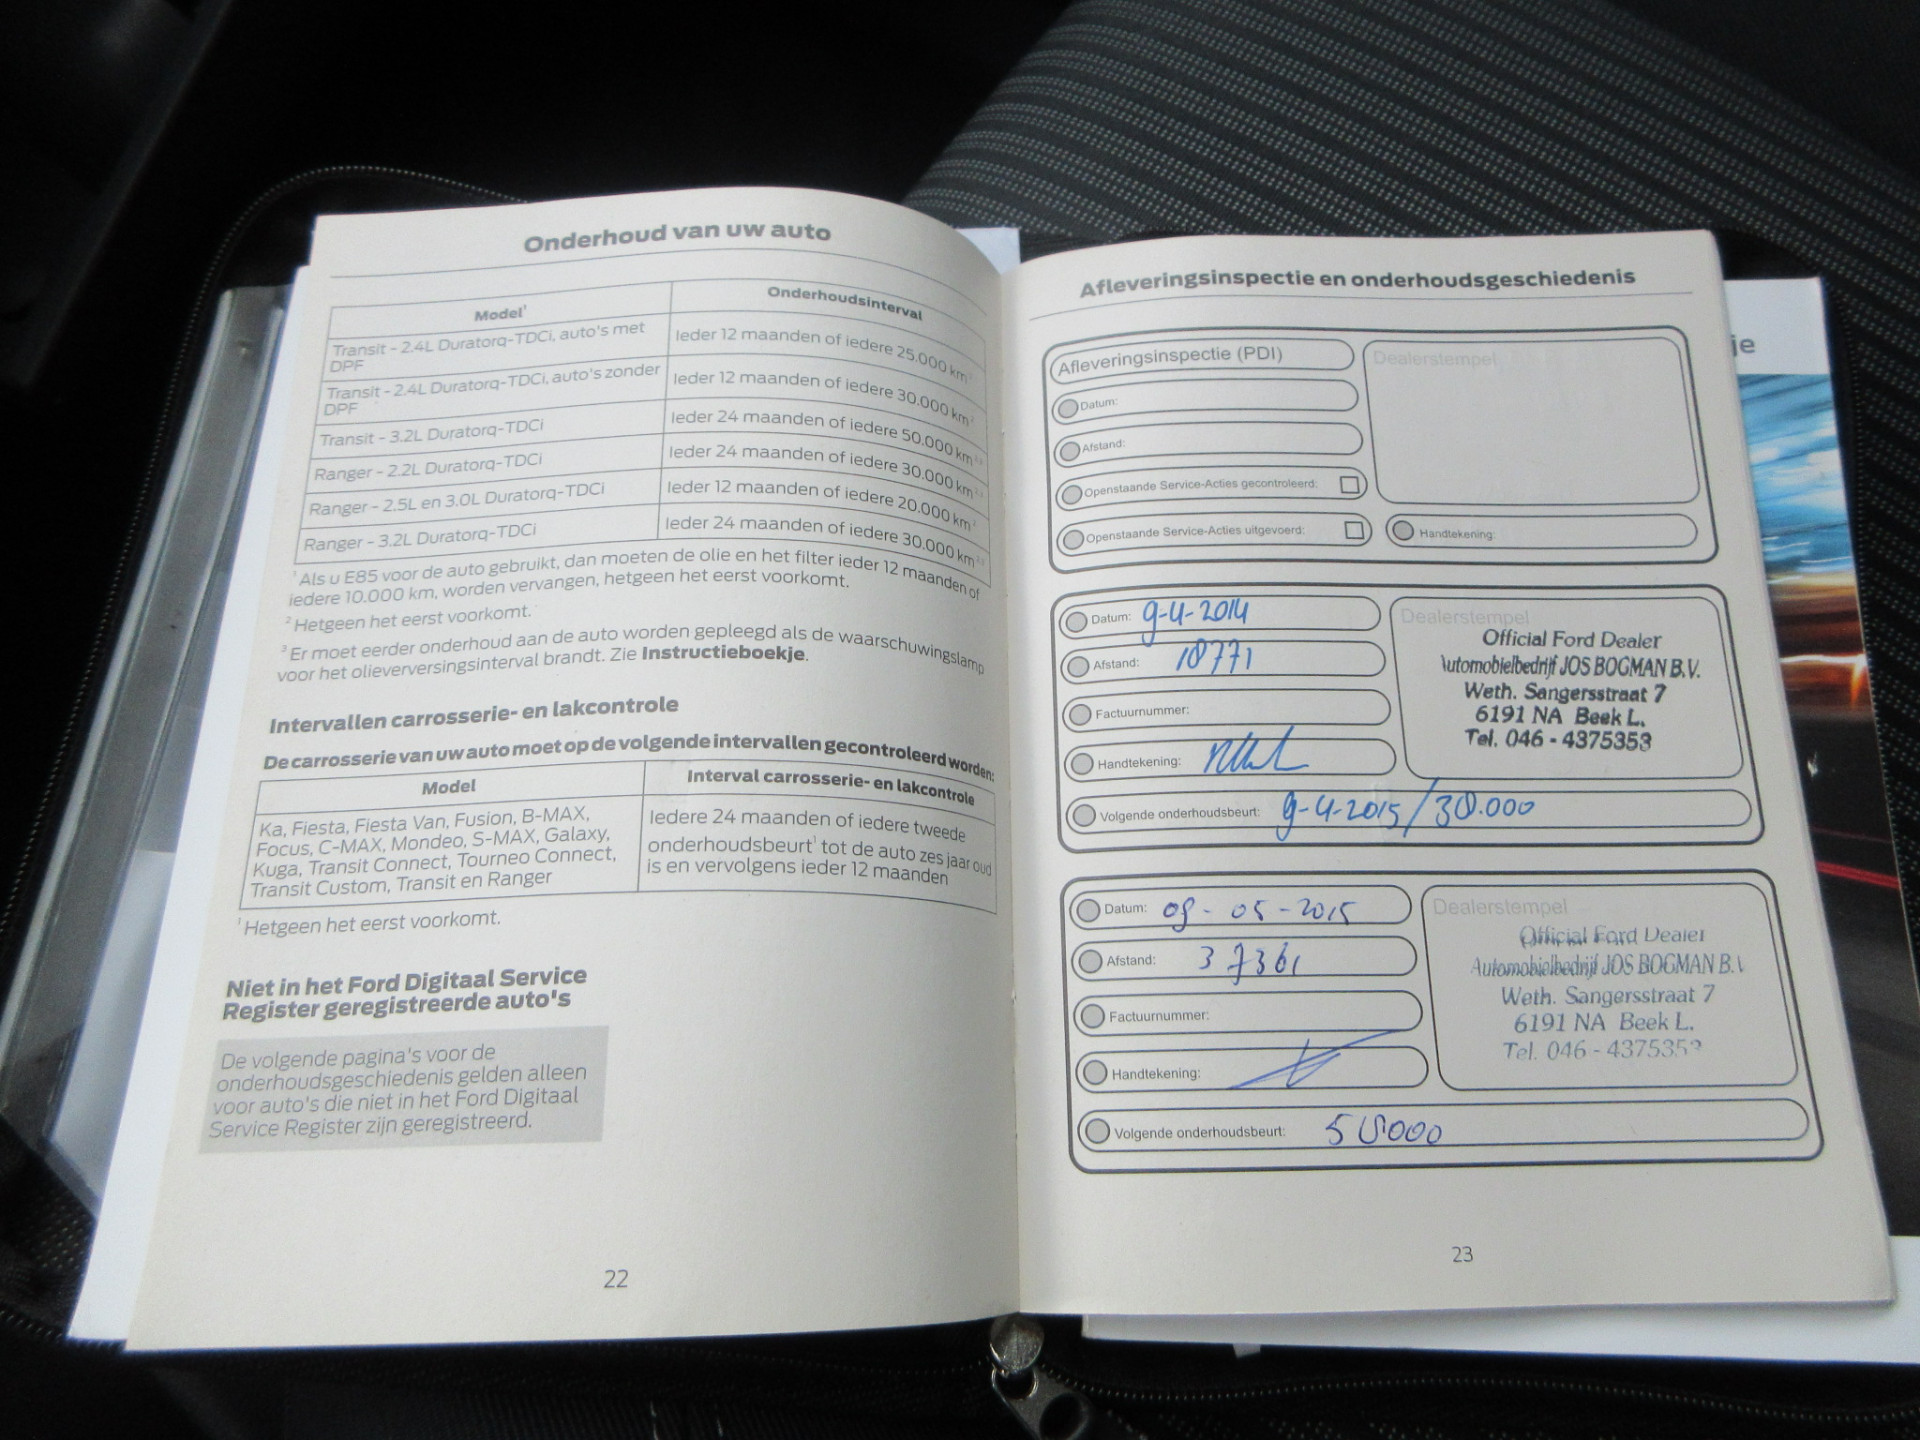 Onderhoud van uw auto
Model¹ Onderhoudsinterval
Transit - 2.4L Duratorq-TDCi, auto's met DPF Ieder 12 maanden of iedere 25.000 km²
Transit - 2.4L Duratorq-TDCi, auto's zonder DPF Ieder 12 maanden of iedere 30.000 km²
Transit - 3.2L Duratorq-TDCi Ieder 24 maanden of iedere 50.000 km²,³
Ranger - 2.2L Duratorq-TDCi Ieder 24 maanden of iedere 30.000 km²,³
Ranger - 2.5L en 3.0L Duratorq-TDCi Ieder 12 maanden of iedere 20.000 km²
Ranger - 3.2L Duratorq-TDCi Ieder 24 maanden of iedere 30.000 km²,³
¹ Als u E85 voor de auto gebruikt, dan moeten de olie en het filter ieder 12 maanden of
iedere 10.000 km, worden vervangen, hetgeen het eerst voorkomt.
² Hetgeen het eerst voorkomt.
³ Er moet eerder onderhoud aan de auto worden gepleegd als de waarschuwingslamp
voor het olieverversingsinterval brandt. Zie Instructieboekje.
Intervallen carrosserie- en lakcontrole
De carrosserie van uw auto moet op de volgende intervallen gecontroleerd worden:
Model Interval carrosserie- en lakcontrole
Ka, Fiesta, Fiesta Van, Fusion, B-MAX,
Focus, C-MAX, Mondeo, S-MAX, Galaxy,
Kuga, Transit Connect, Tourneo Connect,
Transit Custom, Transit en Ranger
Iedere 24 maanden of iedere tweede
onderhoudsbeurt¹ tot de auto zes jaar oud
is en vervolgens ieder 12 maanden
¹ Hetgeen het eerst voorkomt.
Niet in het Ford Digitaal Service
Register geregistreerde auto's
De volgende pagina's voor de
onderhoudsgeschiedenis gelden alleen
voor auto's die niet in het Ford Digitaal
Service Register zijn geregistreerd.
22
Afleveringsinspectie en onderhoudsgeschiedenis
Afleveringsinspectie (PDI)
Datum:
Afstand:
Openstaande Service-Acties gecontroleerd:
Openstaande Service-Acties uitgevoerd:
Dealerstempel
Handtekening:
Datum: 9-4-2014
Afstand: 18771
Factuurnummer:
Handtekening:
Volgende onderhoudsbeurt: 9-4-2015/38.000
Dealerstempel
Official Ford Dealer
Automobielbedrijf JOS BOGMAN B.V.
Weth. Sangersstraat 7
6191 NA Beek L.
Tel. 046 - 4375353
Datum: 08-05-2015
Afstand: 37361
Factuurnummer:
Handtekening:
Volgende onderhoudsbeurt: 58000
Dealerstempel
Official Ford Dealer
Automobielbedrijf JOS BOGMAN B.V
Weth. Sangersstraat 7
6191 NA Beek L.
Tel. 046 - 4375353
23
ie